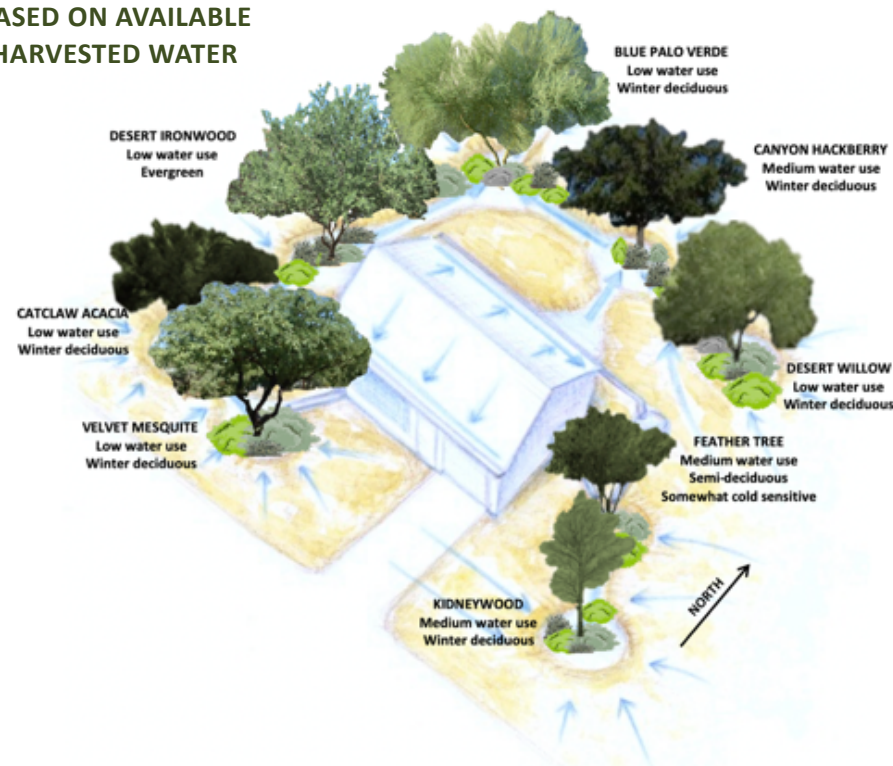 ASED ON AVAILABLE
HARVESTED WATER
BLUE PALO VERDE
Low water use
Winter deciduous
DESERT IRONWOOD
Low water use
Evergreen
CANYON HACKBERRY
Medium water use
Winter deciduous
CATCLAW ACACIA
Low water use
Winter deciduous
DESERT WILLOW
Low water use
Winter deciduous
VELVET MESQUITE
Low water use
Winter deciduous
FEATHER TREE
Medium water use
Semi-deciduous
Somewhat cold sensitive
KIDNEYWOOD
Medium water use
Winter deciduous
NORTH